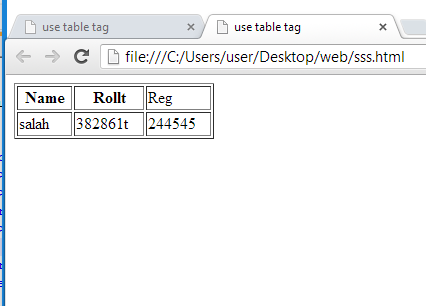 use table tag use table tag
file:///C:/Users/user/Desktop/web/sss.html
Name Rollt Reg
salah 382861t 244545